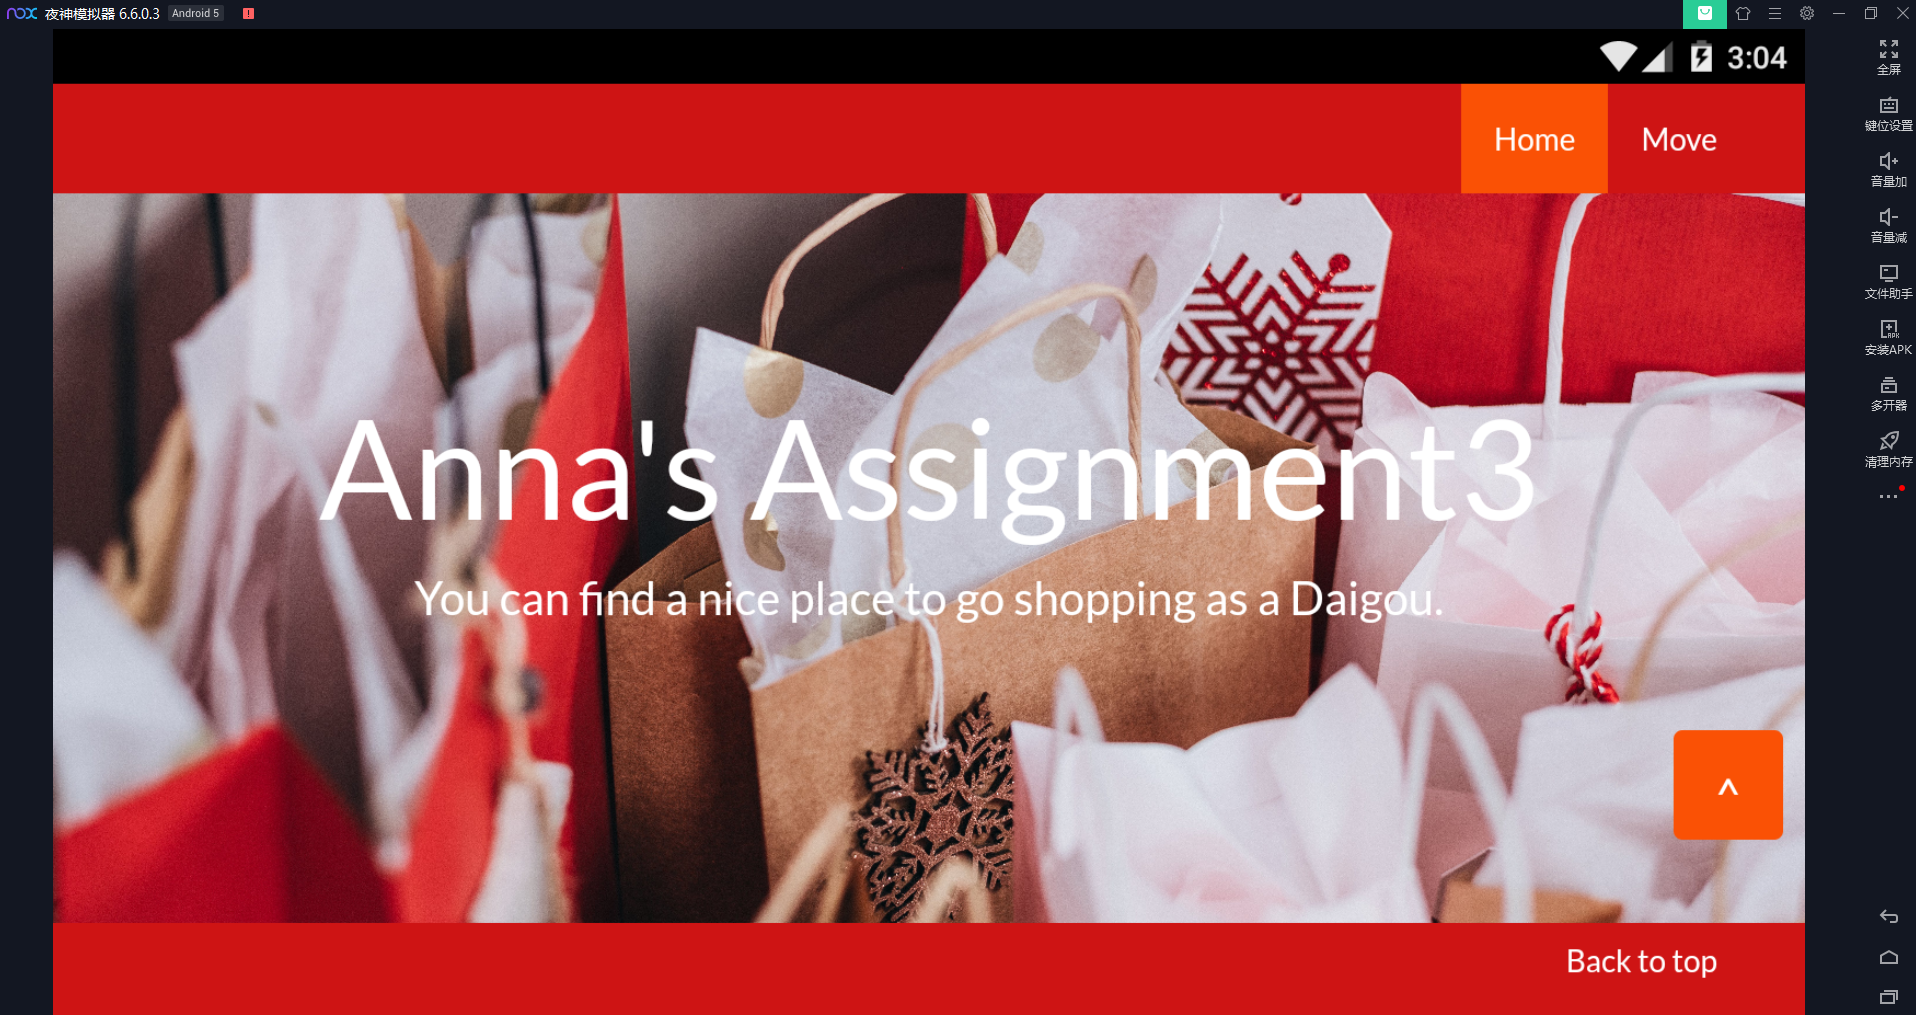 nox 夜神模拟器 6.6.0.3 Android 5
3:04
Home Move
Anna's Assignment3
You can find a nice place to go shopping as a Daigou.
^
Back to top
全屏
键位设置
音量加
音量减
文件助手
APK
安装APK
多开器
清理内存